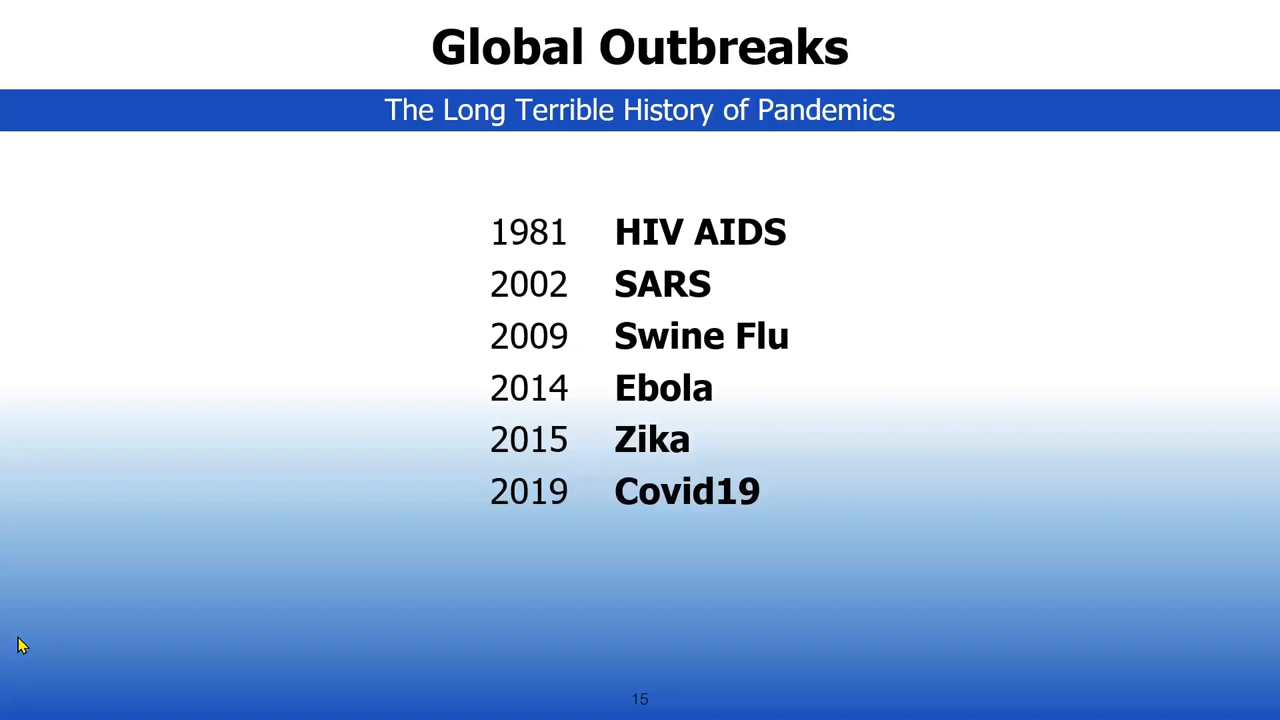 Global Outbreaks
The Long Terrible History of Pandemics
1981 HIV AIDS
2002 SARS
2009 Swine Flu
2014 Ebola
2015 Zika
2019 Covid19
15